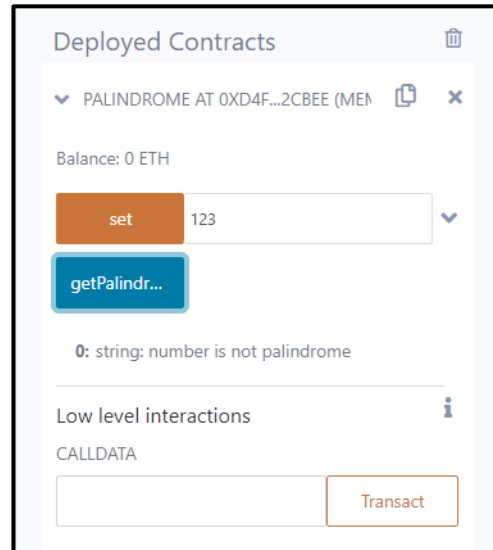 Deployed Contracts
PALINDROME AT 0XD4F...2CBEE (MEM
Balance: 0 ETH
set 123
getPalindr...
0: string: number is not palindrome
Low level interactions
CALLDATA
Transact